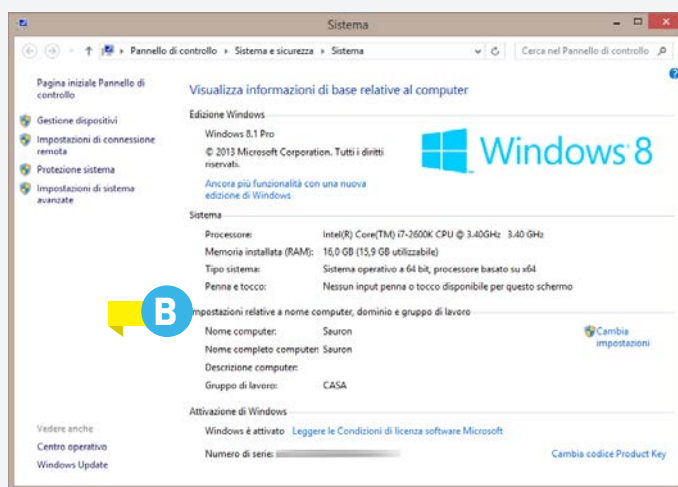 Sistema
Pannello di controllo Sistema e sicurezza Sistema
Cerca nel Pannello di controllo
Pagina iniziale Pannello di
controllo
Gestione dispositivi
Impostazioni di connessione
remota
Protezione sistema
Impostazioni di sistema
avanzate
Vedere anche
Centro operativo
Windows Update
Visualizza informazioni di base relative al computer
Edizione Windows
Windows 8.1 Pro
© 2013 Microsoft Corporation. Tutti i diritti
riservati.
Ancora più funzionalità con una nuova
edizione di Windows
Windows 8
Sistema
Processore: Intel(R) Core(TM) i7-2600K CPU @ 3.40GHz 3.40 GHz
Memoria installata (RAM): 16,0 GB (15,9 GB utilizzabile)
Tipo sistema: Sistema operativo a 64 bit, processore basato su x64
Penna e tocco: Nessun input penna o tocco disponibile per questo schermo
B
mpostazioni relative a nome computer, dominio e gruppo di lavoro
Nome computer: Sauron
Nome completo computer: Sauron
Descrizione computer:
Gruppo di lavoro: CASA
Cambia
impostazioni
Attivazione di Windows
Windows è attivato Leggere le Condizioni di licenza software Microsoft
Numero di serie:
Cambia codice Product Key